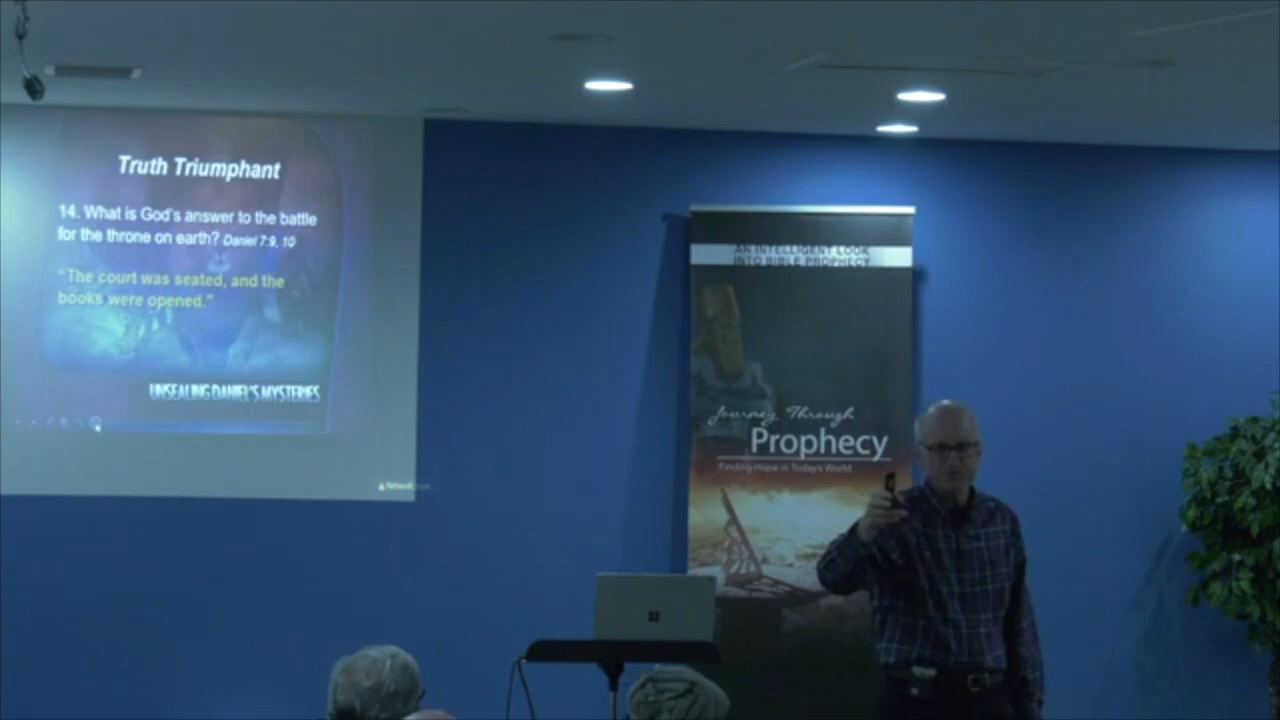 Truth Triumphant
14. What is God's answer to the battle
for the throne on earth? Daniel 7:9, 10
"The court was seated, and the
books were opened."
UNSEALING DANIEL'S MYSTERIES
AN INTELLIGENT LOOK
INTO BIBLE PROPHECY
Journey Through
Prophecy
Finding Hope in Today's World